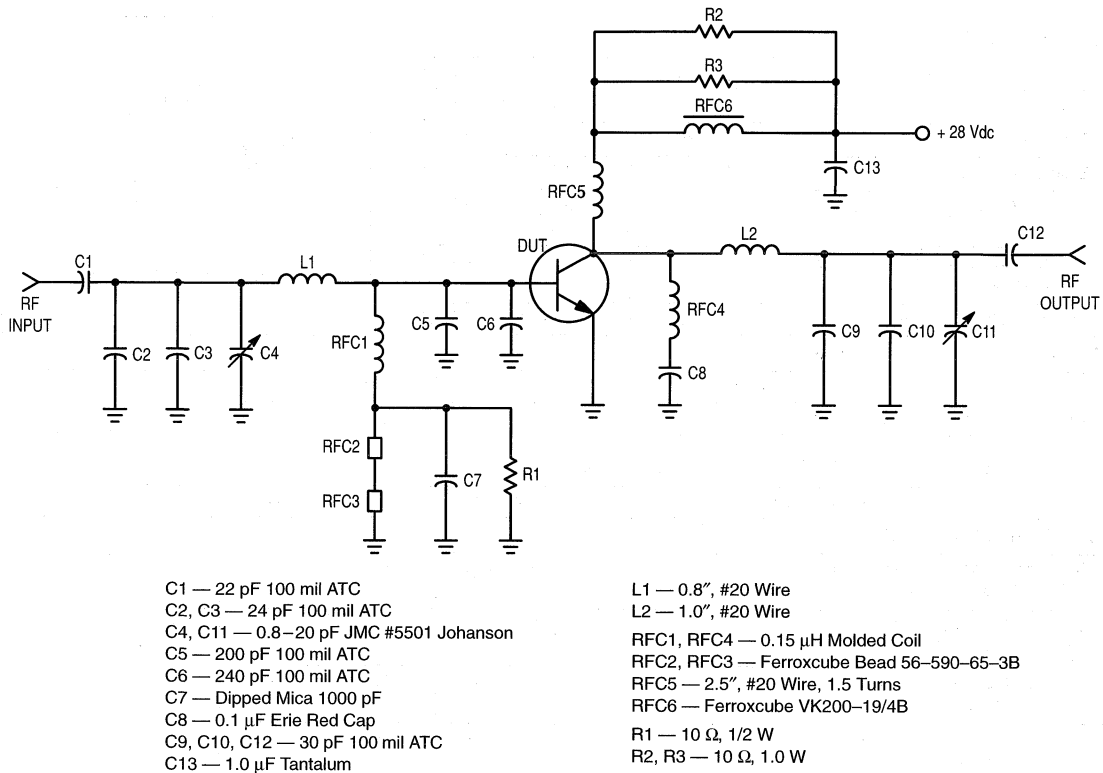 R2
R3
RFC6
+ 28 Vdc
C13
RFC5
DUT
L2
C12
C1
L1
RF
INPUT
RF
OUTPUT
C2
C3
C4
RFC1
C5
C6
RFC4
C8
C9
C10
C11
RFC2
RFC3
C7
R1
C1 — 22 pF 100 mil ATC
C2, C3 — 24 pF 100 mil ATC
C4, C11 — 0.8–20 pF JMC #5501 Johanson
C5 — 200 pF 100 mil ATC
C6 — 240 pF 100 mil ATC
C7 — Dipped Mica 1000 pF
C8 — 0.1 μF Erie Red Cap
C9, C10, C12 — 30 pF 100 mil ATC
C13 — 1.0 μF Tantalum
L1 — 0.8″, #20 Wire
L2 — 1.0″, #20 Wire
RFC1, RFC4 — 0.15 μH Molded Coil
RFC2, RFC3 — Ferroxcube Bead 56–590–65–3B
RFC5 — 2.5″, #20 Wire, 1.5 Turns
RFC6 — Ferroxcube VK200–19/4B
R1 — 10 Ω, 1/2 W
R2, R3 — 10 Ω, 1.0 W